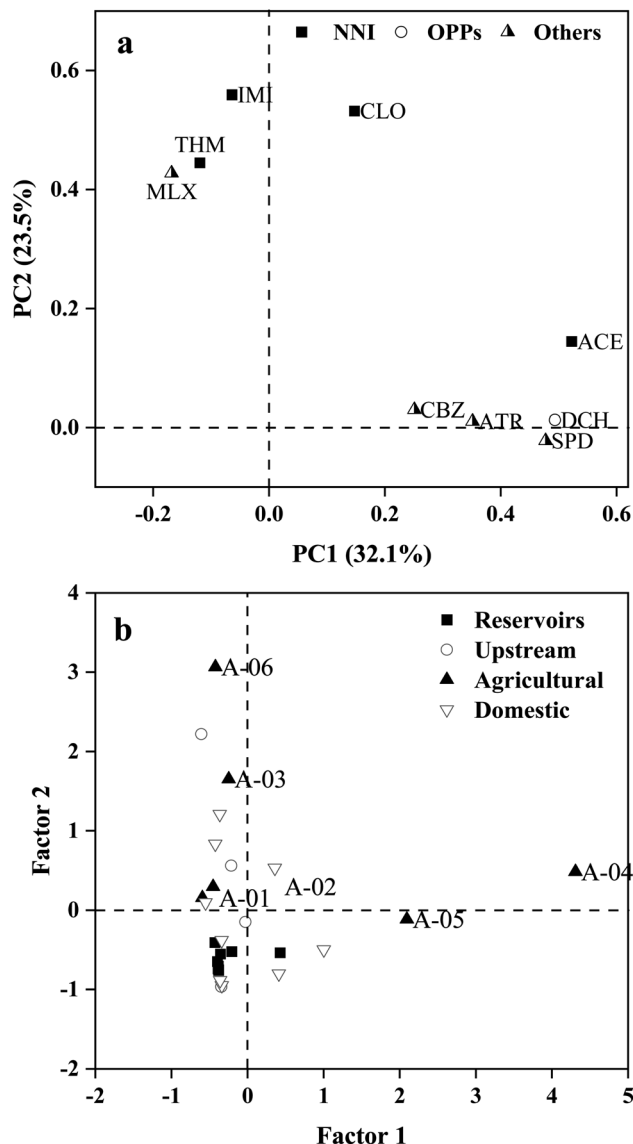 a
NNI OPPs Others
0.6
IMI
CLO
THM
0.4
MLX
PC2 (23.5%)
0.2
ACE
CBZ
ATR
DCH
0.0
SPD
-0.2 0.0 0.2 0.4 0.6
PC1 (32.1%)
4
b
Reservoirs
Upstream
Agricultural
Domestic
3
A-06
2
A-03
Factor 2
1
A-04
A-02
A-01
0
A-05
-1
-2
-2 -1 0 1 2 3 4 5
Factor 1